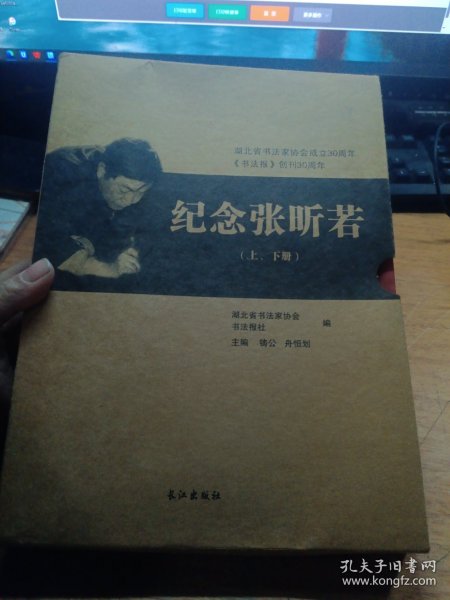 湖北省书法家协会成立30周年
《书法报》创刊30周年
纪念张昕若
（上、下册）
湖北省书法家协会
书法报社
编
主编 铸公 舟恒划
长江出版社
孔夫子旧书网
www.kongfz.com